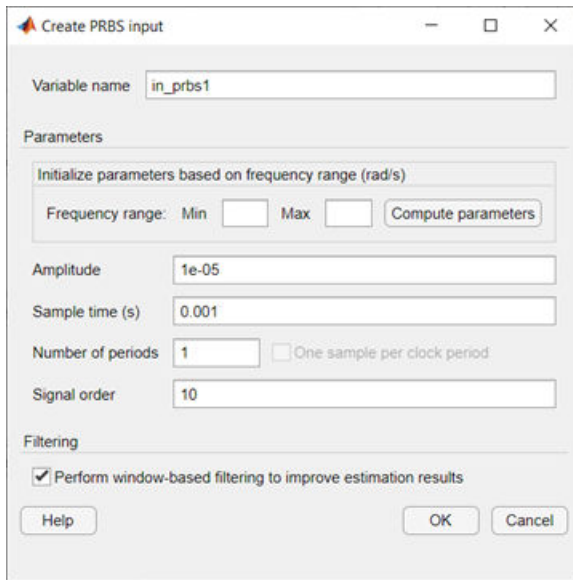 Create PRBS input
Variable name in_prbs1
Parameters
Initialize parameters based on frequency range (rad/s)
Frequency range: Min Max Compute parameters
Amplitude 1e-05
Sample time (s) 0.001
Number of periods 1 One sample per clock period
Signal order 10
Filtering
Perform window-based filtering to improve estimation results
Help OK Cancel